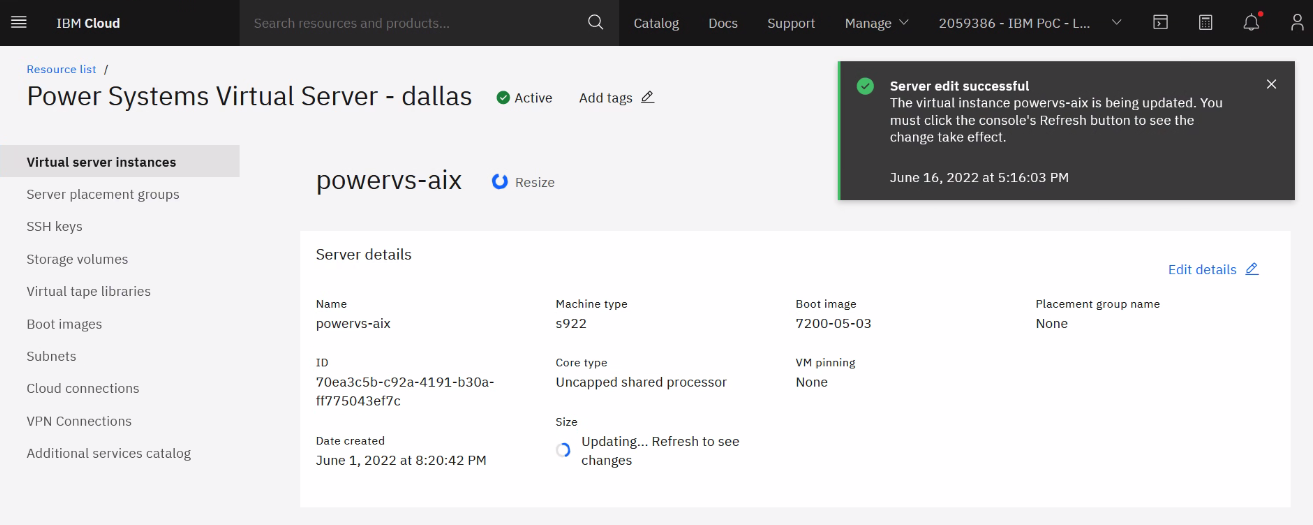 IBM Cloud
Search resources and products...
Catalog
Docs
Support
Manage
2059386 - IBM PoC - L...
Resource list /
Power Systems Virtual Server - dallas
Active
Add tags
Server edit successful
The virtual instance powervs-aix is being updated. You
must click the console's Refresh button to see the
change take effect.
June 16, 2022 at 5:16:03 PM
Virtual server instances
Server placement groups
SSH keys
Storage volumes
Virtual tape libraries
Boot images
Subnets
Cloud connections
VPN Connections
Additional services catalog
powervs-aix
Resize
Server details
Edit details
Name
powervs-aix
ID
70ea3c5b-c92a-4191-b30a-
ff775043ef7c
Date created
June 1, 2022 at 8:20:42 PM
Machine type
s922
Core type
Uncapped shared processor
Size
Updating... Refresh to see
changes
Boot image
7200-05-03
VM pinning
None
Placement group name
None